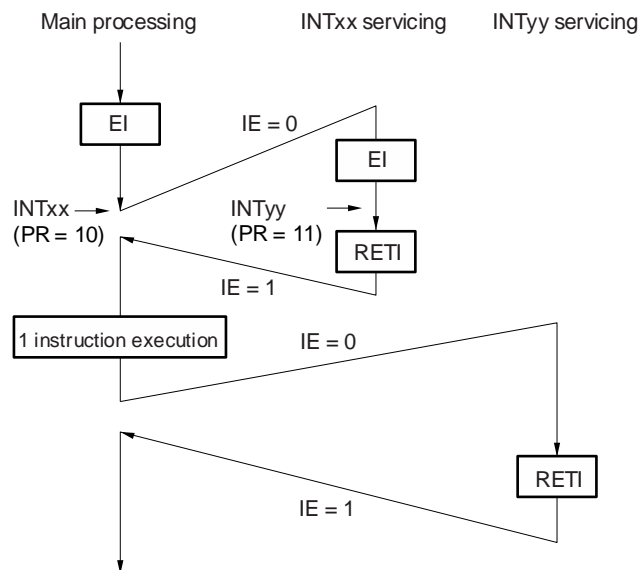 Main processing
INTxx servicing
INTyy servicing
EI
IE = 0
EI
INTxx
(PR = 10)
INTyy
(PR = 11)
RETI
IE = 1
1 instruction execution
IE = 0
RETI
IE = 1